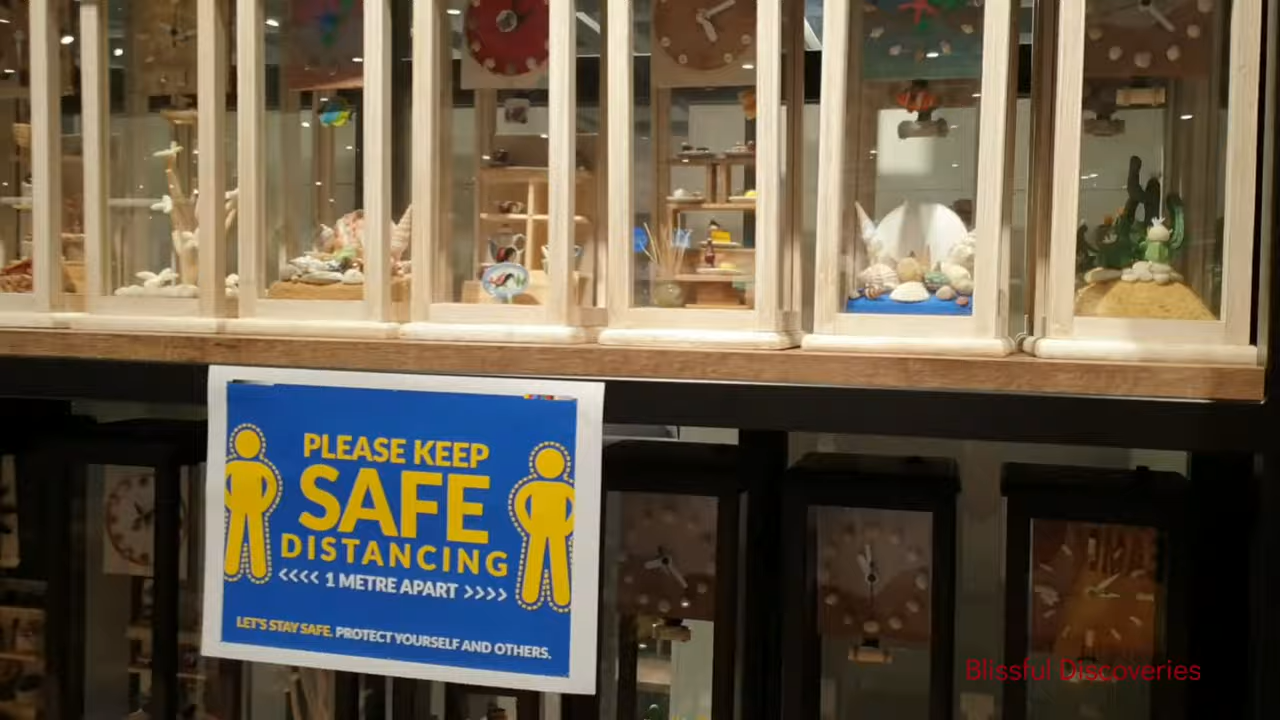 PLEASE KEEP
SAFE
DISTANCING
<<<< 1 METRE APART >>>>
LET'S STAY SAFE. PROTECT YOURSELF AND OTHERS.
Blissful Discoveries